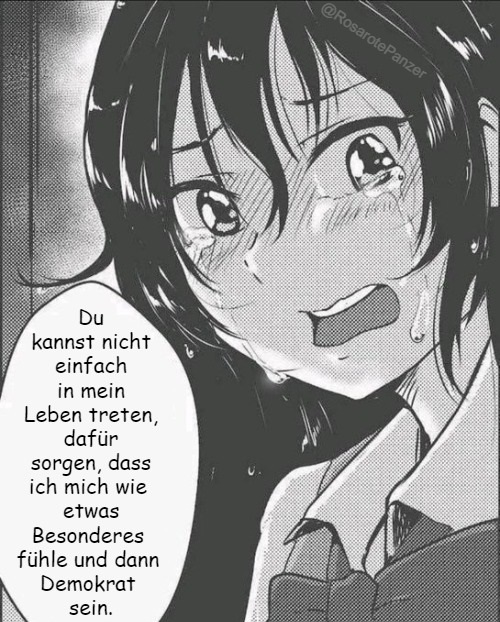 @RosarotePanzer
Du
kannst nicht
einfach
in mein
Leben treten,
dafür
sorgen, dass
ich mich wie
etwas
Besonderes
fühle und dann
Demokrat
sein.